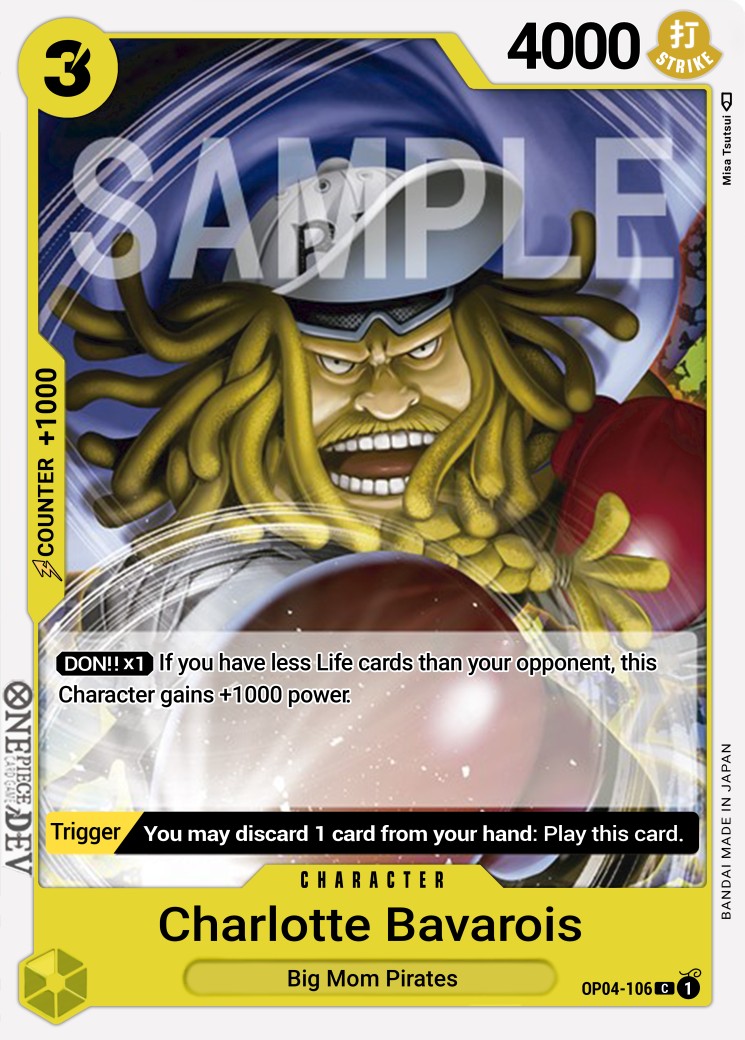 3
4000
打
STRIKE
Misa Tsutsui
SAMPLE
P
COUNTER +1000
DON!! x1 If you have less Life cards than your opponent, this
Character gains +1000 power.
ONE PIECE
CARD GAME
DEV
Trigger You may discard 1 card from your hand: Play this card.
BANDAI MADE IN JAPAN
CHARACTER
Charlotte Bavarois
Big Mom Pirates
OP04-106 C 1